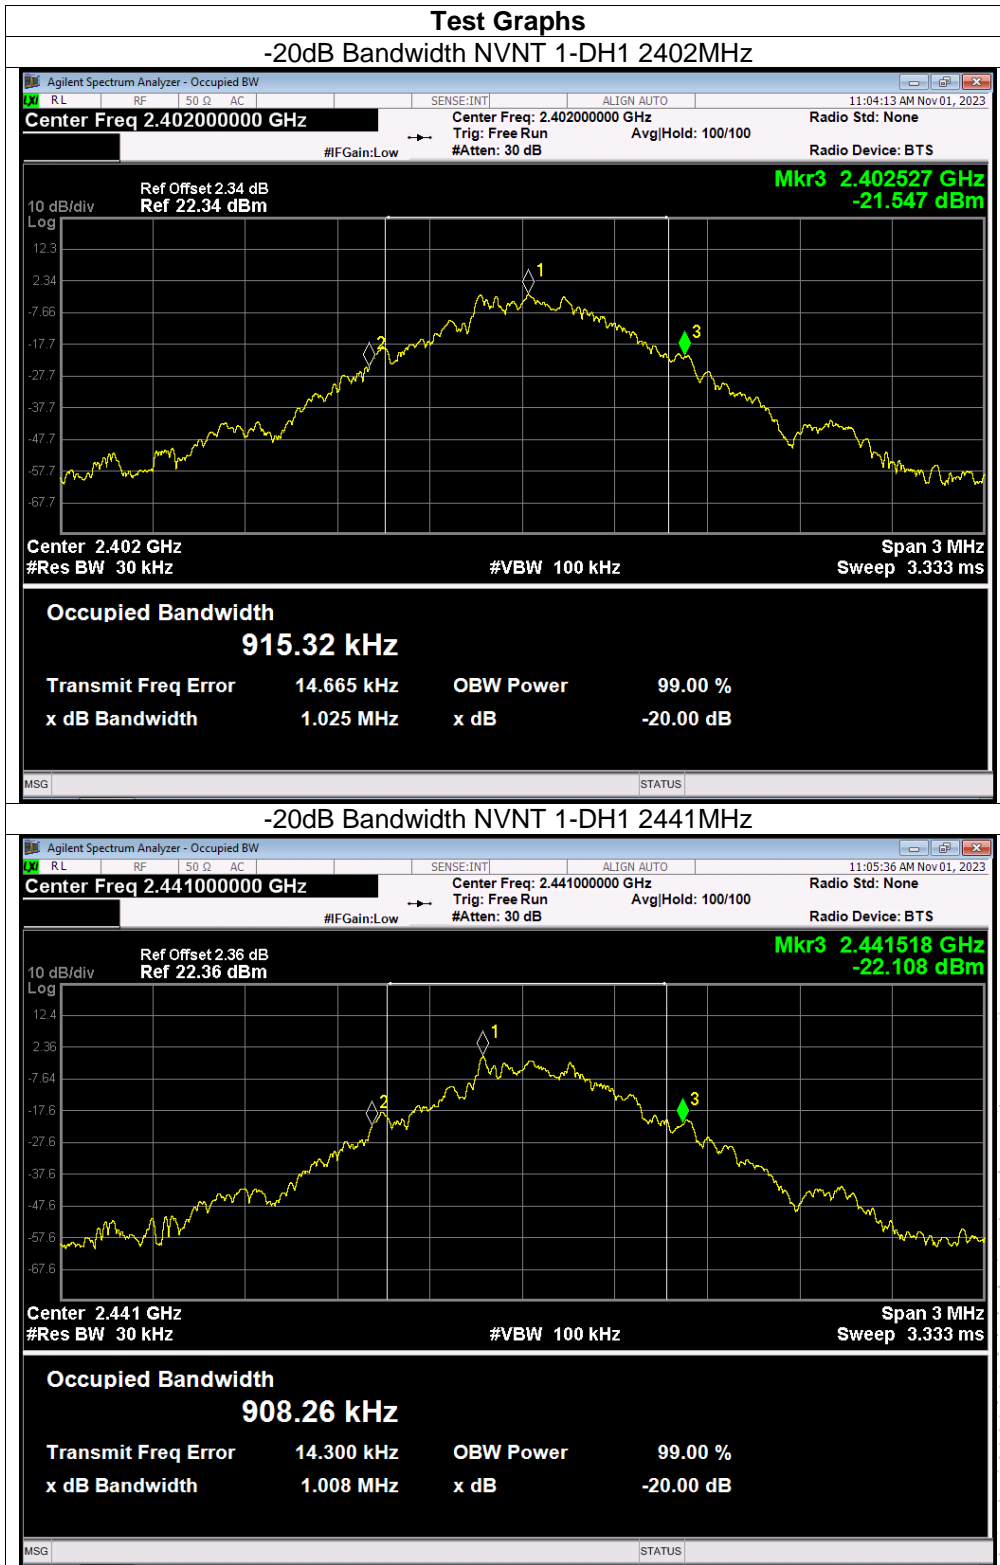 Test Graphs
-20dB Bandwidth NVNT 1-DH1 2402MHz
Agilent Spectrum Analyzer - Occupied BW
LXI RL RF 50 Ω AC SENSE:INT ALIGN AUTO 11:04:13 AM Nov 01, 2023
Center Freq 2.402000000 GHz Center Freq: 2.402000000 GHz Radio Std: None
Trig: Free Run Avg|Hold: 100/100
#IFGain:Low #Atten: 30 dB Radio Device: BTS
Mkr3 2.402527 GHz
-21.547 dBm
Ref Offset 2.34 dB
10 dB/div Ref 22.34 dBm
Log
12.3
1
2.34
-7.66
3
2
-17.7
-27.7
-37.7
-47.7
-57.7
-67.7
Center 2.402 GHz Span 3 MHz
#Res BW 30 kHz #VBW 100 kHz Sweep 3.333 ms
Occupied Bandwidth
915.32 kHz
Transmit Freq Error 14.665 kHz OBW Power 99.00 %
x dB Bandwidth 1.025 MHz x dB -20.00 dB
MSG STATUS
-20dB Bandwidth NVNT 1-DH1 2441MHz
Agilent Spectrum Analyzer - Occupied BW
LXI RL RF 50 Ω AC SENSE:INT ALIGN AUTO 11:05:36 AM Nov 01, 2023
Center Freq 2.441000000 GHz Center Freq: 2.441000000 GHz Radio Std: None
Trig: Free Run Avg|Hold: 100/100
#IFGain:Low #Atten: 30 dB Radio Device: BTS
Mkr3 2.441518 GHz
-22.108 dBm
Ref Offset 2.36 dB
10 dB/div Ref 22.36 dBm
Log
12.4
1
2.36
-7.64
2 3
-17.6
-27.6
-37.6
-47.6
-57.6
-67.6
Center 2.441 GHz Span 3 MHz
#Res BW 30 kHz #VBW 100 kHz Sweep 3.333 ms
Occupied Bandwidth
908.26 kHz
Transmit Freq Error 14.300 kHz OBW Power 99.00 %
x dB Bandwidth 1.008 MHz x dB -20.00 dB
MSG STATUS